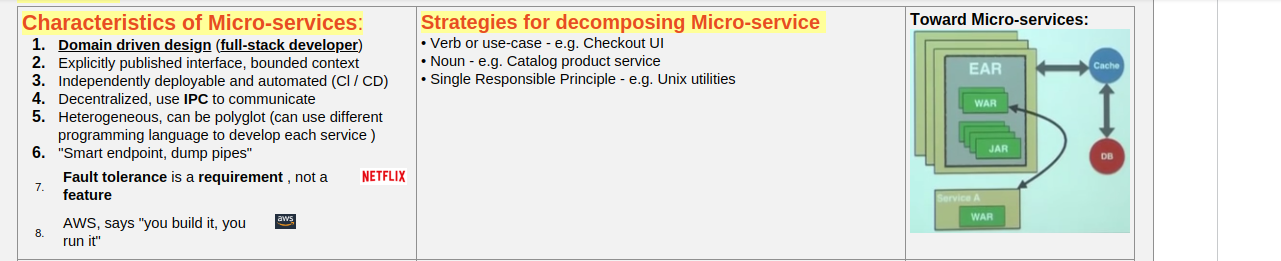 Characteristics of Micro-services:
1. Domain driven design (full-stack developer)
2. Explicitly published interface, bounded context
3. Independently deployable and automated (CI / CD)
4. Decentralized, use IPC to communicate
5. Heterogeneous, can be polyglot (can use different
programming language to develop each service )
6. "Smart endpoint, dump pipes"
7. Fault tolerance is a requirement , not a
feature
NETFLIX
8. AWS, says "you build it, you
run it"
aws
Strategies for decomposing Micro-service
• Verb or use-case - e.g. Checkout UI
• Noun - e.g. Catalog product service
• Single Responsible Principle - e.g. Unix utilities
Toward Micro-services:
EAR
Cache
WAR
JAR
DB
Service A
WAR